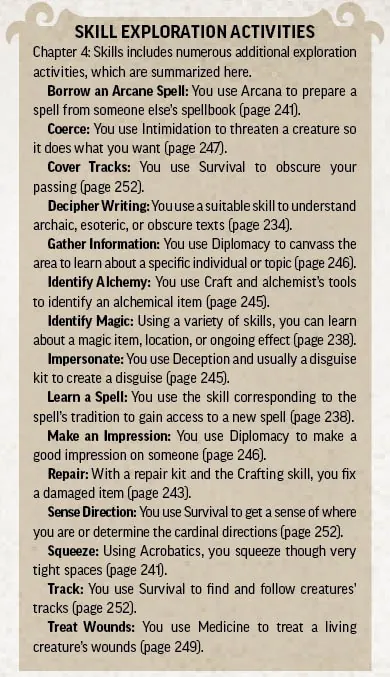 SKILL EXPLORATION ACTIVITIES
Chapter 4: Skills includes numerous additional exploration
activities, which are summarized here.
Borrow an Arcane Spell: You use Arcana to prepare a
spell from someone else's spellbook (page 241).
Coerce: You use Intimidation to threaten a creature so
it does what you want (page 247).
Cover Tracks: You use Survival to obscure your
passing (page 252).
Decipher Writing: You use a suitable skill to understand
archaic, esoteric, or obscure texts (page 234).
Gather Information: You use Diplomacy to canvass the
area to learn about a specific individual or topic (page 246).
Identify Alchemy: You use Craft and alchemist's tools
to identify an alchemical item (page 245).
Identify Magic: Using a variety of skills, you can learn
about a magic item, location, or ongoing effect (page 238).
Impersonate: You use Deception and usually a disguise
kit to create a disguise (page 245).
Learn a Spell: You use the skill corresponding to the
spell's tradition to gain access to a new spell (page 238).
Make an Impression: You use Diplomacy to make a
good impression on someone (page 246).
Repair: With a repair kit and the Crafting skill, you fix
a damaged item (page 243).
Sense Direction: You use Survival to get a sense of where
you are or determine the cardinal directions (page 252).
Squeeze: Using Acrobatics, you squeeze though very
tight spaces (page 241).
Track: You use Survival to find and follow creatures'
tracks (page 252).
Treat Wounds: You use Medicine to treat a living
creature's wounds (page 249).